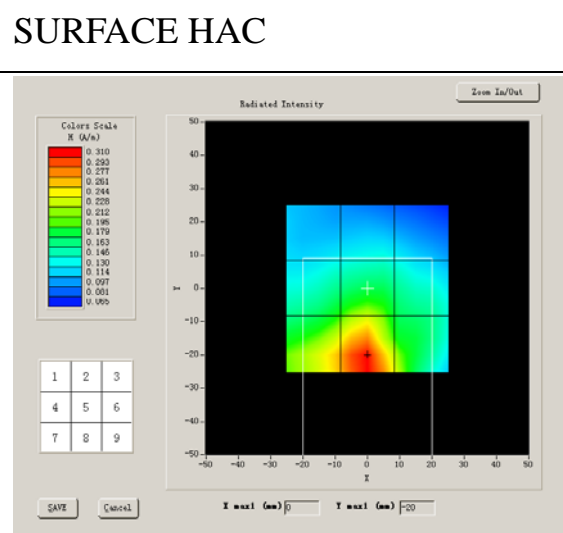 SURFACE HAC
Zoom In/Out
Radiated Intensity
Colors Scale
H (A/m)
0.310
0.293
0.277
0.261
0.244
0.228
0.212
0.195
0.179
0.163
0.146
0.130
0.114
0.097
0.081
0.065
50
40
30
20
10
0
-10
-20
-30
-40
-50
Y
-50 -40 -30 -20 -10 0 10 20 30 40 50
X
1 2 3
4 5 6
7 8 9
SAVE Cancel X max1 (mm) 0 Y max1 (mm) -20